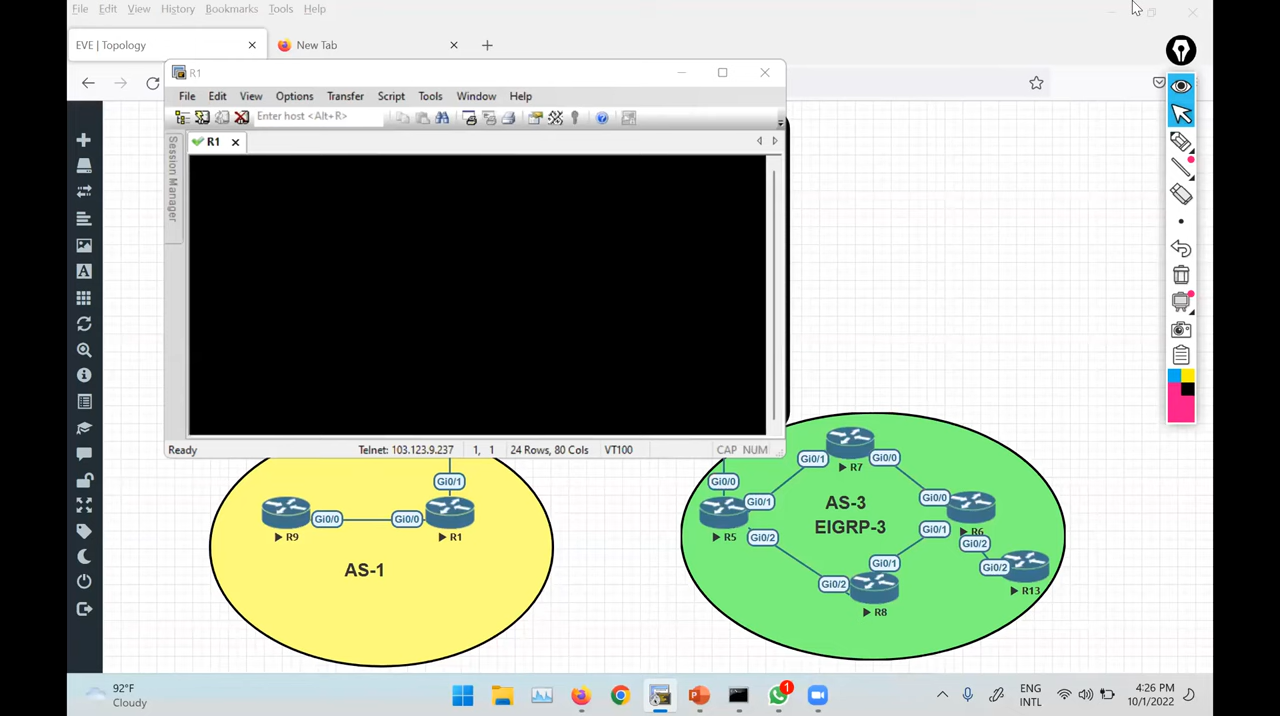 File Edit View History Bookmarks Tools Help
EVE | Topology
New Tab
R1
File Edit View Options Transfer Script Tools Window Help
Enter host <Alt+R>
R1
Session Manager
Ready Telnet: 103.123.9.237 1, 1 24 Rows, 80 Cols VT100 CAP NUM
Gi0/1
R9
Gi0/0
Gi0/0
R1
AS-1
Gi0/0
Gi0/1
R5
Gi0/2
Gi0/1
R7
Gi0/0
AS-3
EIGRP-3
Gi0/0
R6
Gi0/1
Gi0/2
Gi0/2
R13
Gi0/1
Gi0/2
R8
92°F
Cloudy
1
ENG
INTL
4:26 PM
10/1/2022